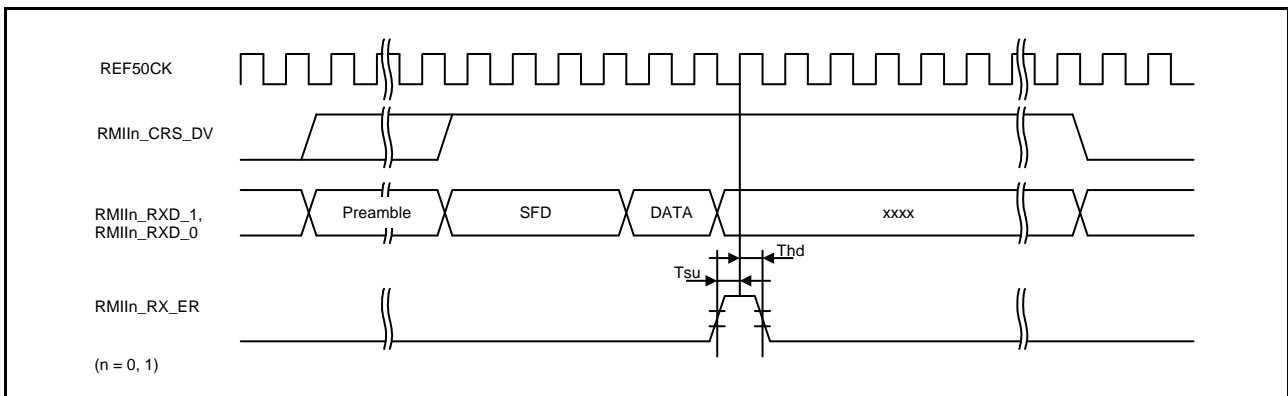 REF50CK
RMIIn_CRS_DV
RMIIn_RXD_1,
RMIIn_RXD_0
Preamble
SFD
DATA
xxxx
Thd
Tsu
RMIIn_RX_ER
(n = 0, 1)